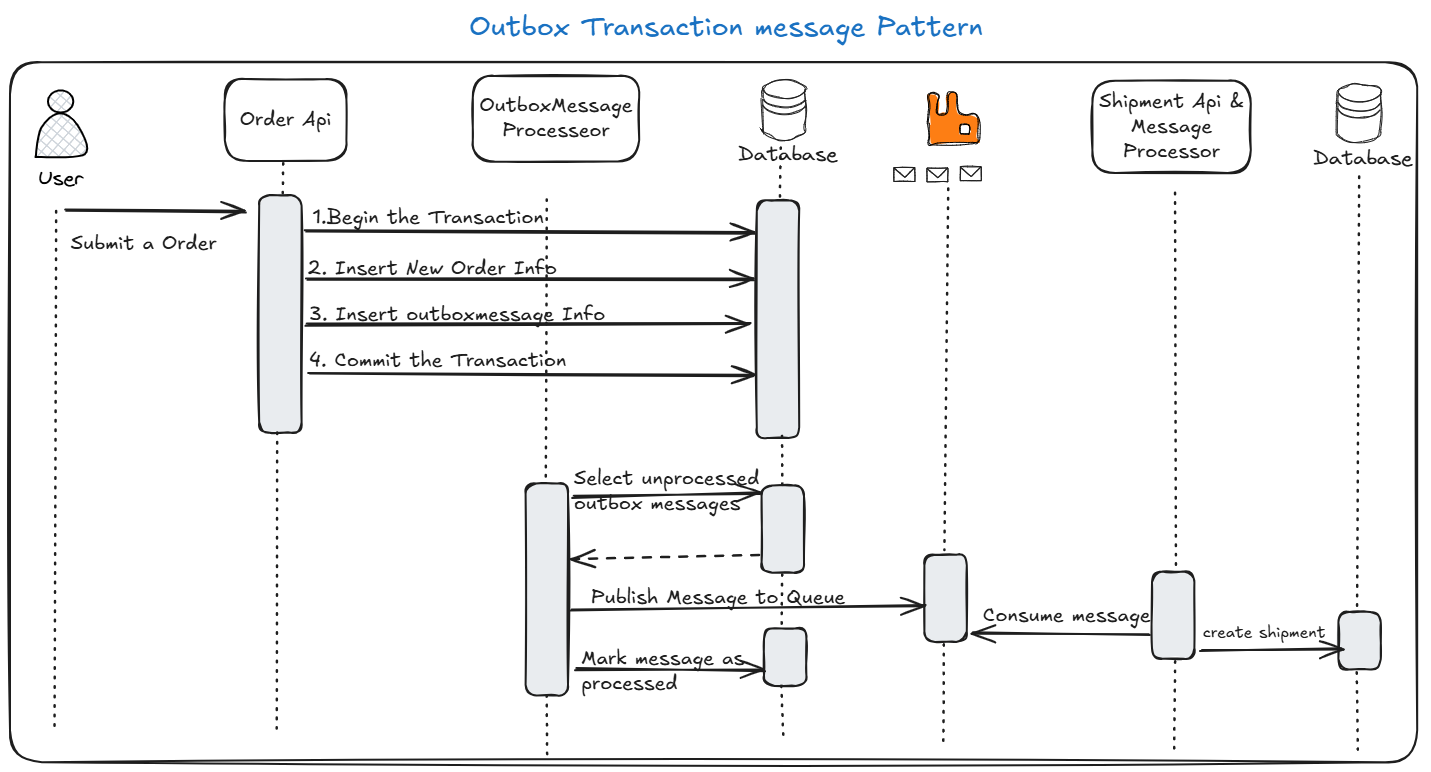 Outbox Transaction message Pattern
User
Order Api
OutboxMessage
Processeor
Database
Shipment Api &
Message
Processor
Database
Submit a Order
1.Begin the Transaction
2. Insert New Order Info
3. Insert outboxmessage Info
4. Commit the Transaction
Select unprocessed
outbox messages
Publish Message to Queue
Consume message
create shipment
Mark message as
processed